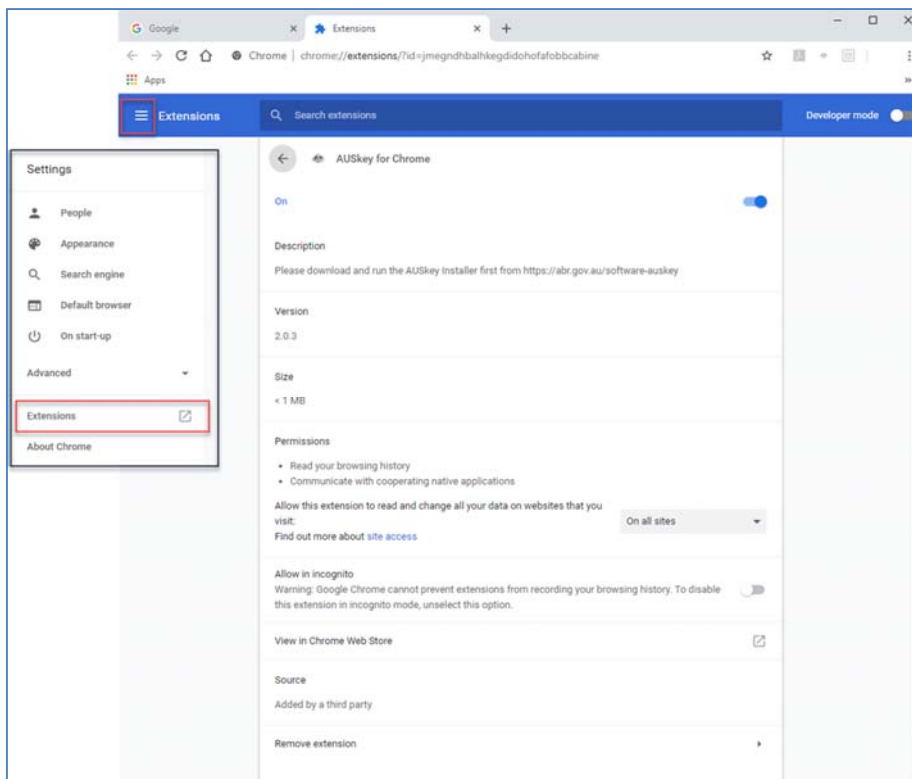 Google
Extensions
Chrome | chrome://extensions/?id=jmegndhbalhkegdidohofafobbcabine
Apps
Extensions
Search extensions
Developer mode
Settings
People
Appearance
Search engine
Default browser
On start-up
Advanced
Extensions
About Chrome
AUSkey for Chrome
On
Description
Please download and run the AUSkey Installer first from https://abr.gov.au/software-auskey
Version
2.0.3
Size
< 1 MB
Permissions
• Read your browsing history
• Communicate with cooperating native applications
Allow this extension to read and change all your data on websites that you
visit:
On all sites
Find out more about site access
Allow in incognito
Warning: Google Chrome cannot prevent extensions from recording your browsing history. To disable
this extension in incognito mode, unselect this option.
View in Chrome Web Store
Source
Added by a third party
Remove extension